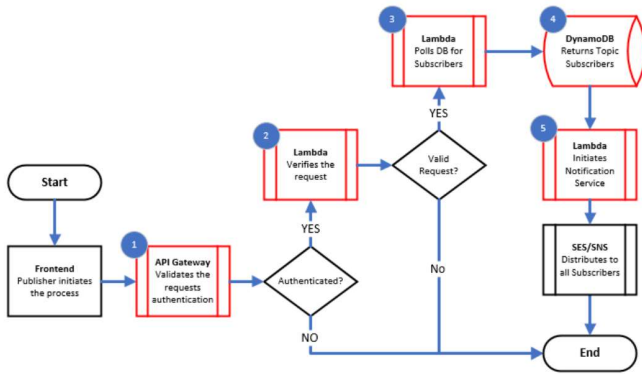 3
Lambda
Polls DB for
Subscribers
4
DynamoDB
Returns Topic
Subscribers
YES
2
Lambda
Verifies the
request
Valid
Request?
5
Lambda
Initiates
Notification
Service
Start
YES
1
Frontend
Publisher initiates
the process
API Gateway
Validates the
requests
authentication
Authenticated?
No
SES/SNS
Distributes to
all Subscribers
NO
End